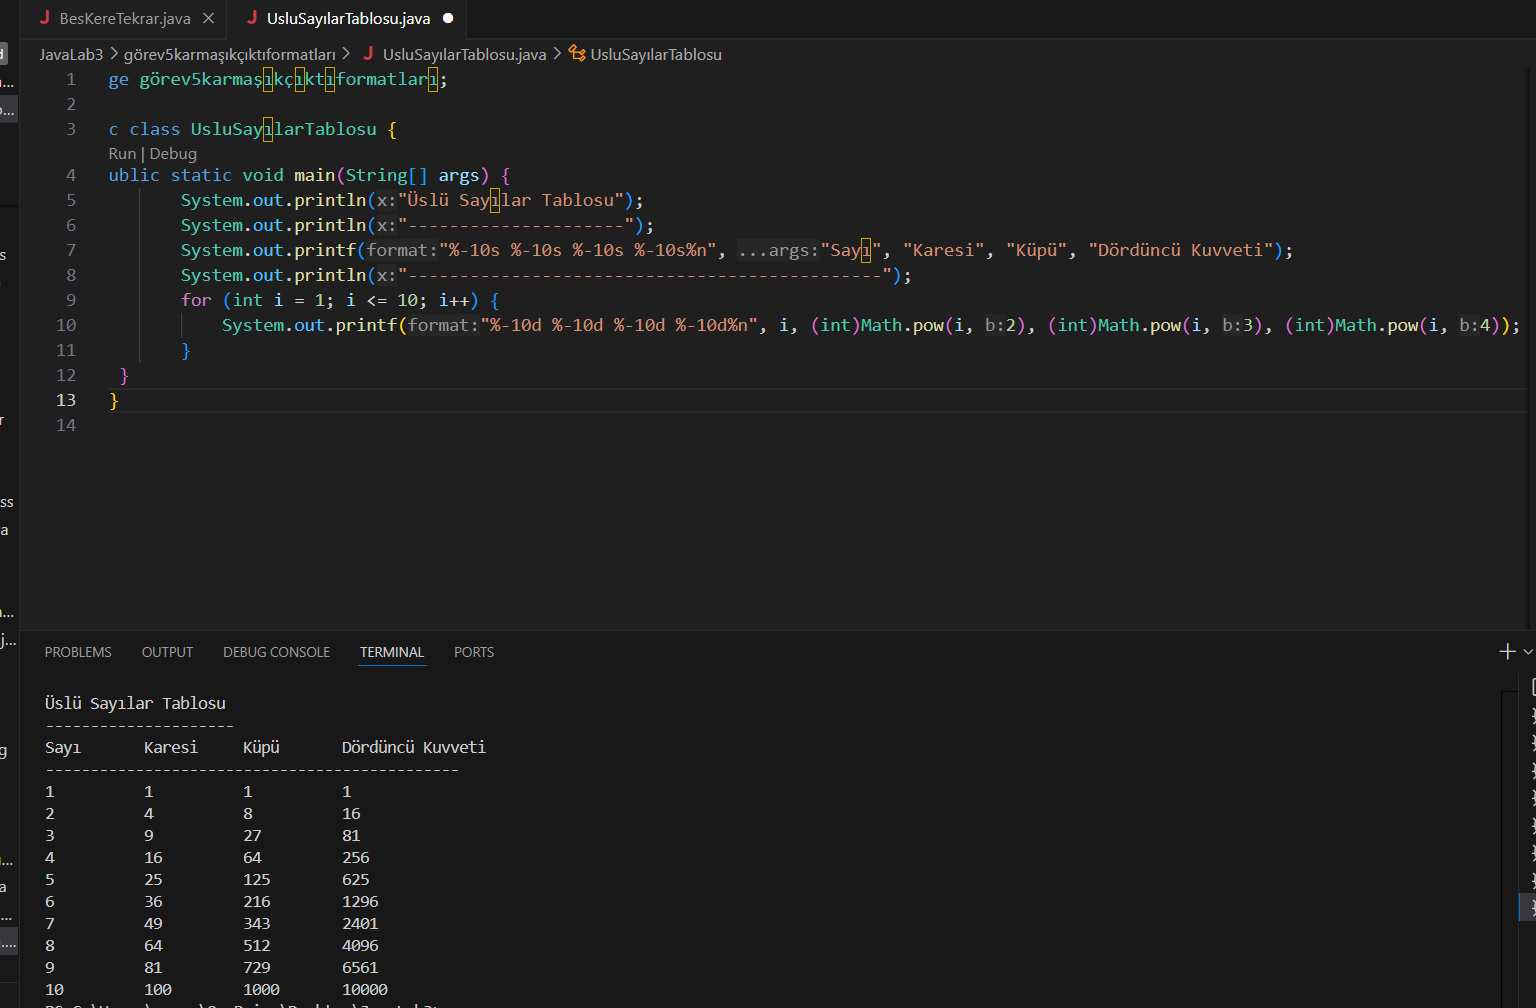 BesKereTekrar.java
UsluSayılarTablosu.java
JavaLab3 > görev5karmaşıkçıktıformatları > UsluSayılarTablosu.java > UsluSayılarTablosu
1 ge görev5karmaşıkçıktıformatları;
2
3 c class UsluSayılarTablosu {
Run | Debug
4 ublic static void main(String[] args) {
5 System.out.println(x:"Üslü Sayılar Tablosu");
6 System.out.println(x:"---------------------");
7 System.out.printf(format:"%-10s %-10s %-10s %-10s%n", ...args:"Sayı", "Karesi", "Küpü", "Dördüncü Kuvveti");
8 System.out.println(x:"----------------------------------------------");
9 for (int i = 1; i <= 10; i++) {
10 System.out.printf(format:"%-10d %-10d %-10d %-10d%n", i, (int)Math.pow(i, b:2), (int)Math.pow(i, b:3), (int)Math.pow(i, b:4));
11 }
12 }
13 }
14
PROBLEMS OUTPUT DEBUG CONSOLE TERMINAL PORTS
Üslü Sayılar Tablosu
---------------------
Sayı Karesi Küpü Dördüncü Kuvveti
----------------------------------------------
1 1 1 1
2 4 8 16
3 9 27 81
4 16 64 256
5 25 125 625
6 36 216 1296
7 49 343 2401
8 64 512 4096
9 81 729 6561
10 100 1000 10000